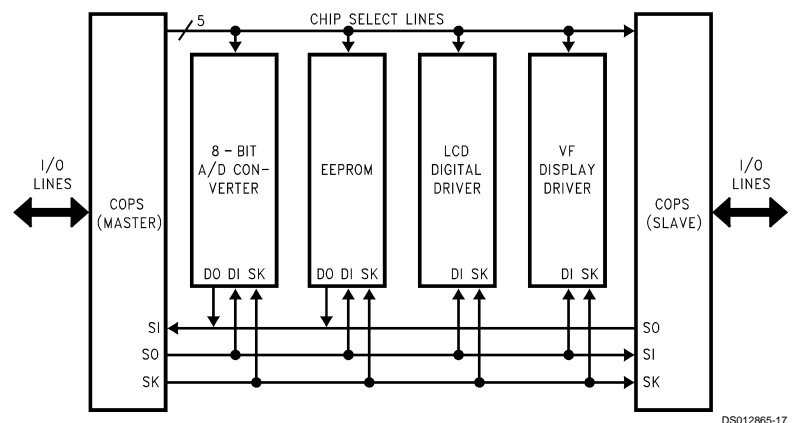 5
CHIP SELECT LINES
I/O
LINES
COPS
(MASTER)
8 – BIT
A/D CON–
VERTER
EEPROM
LCD
DIGITAL
DRIVER
VF
DISPLAY
DRIVER
COPS
(SLAVE)
I/O
LINES
DO DI SK
DO DI SK
DI SK
DI SK
SI
SO
SK
SO
SI
SK
DS012865-17